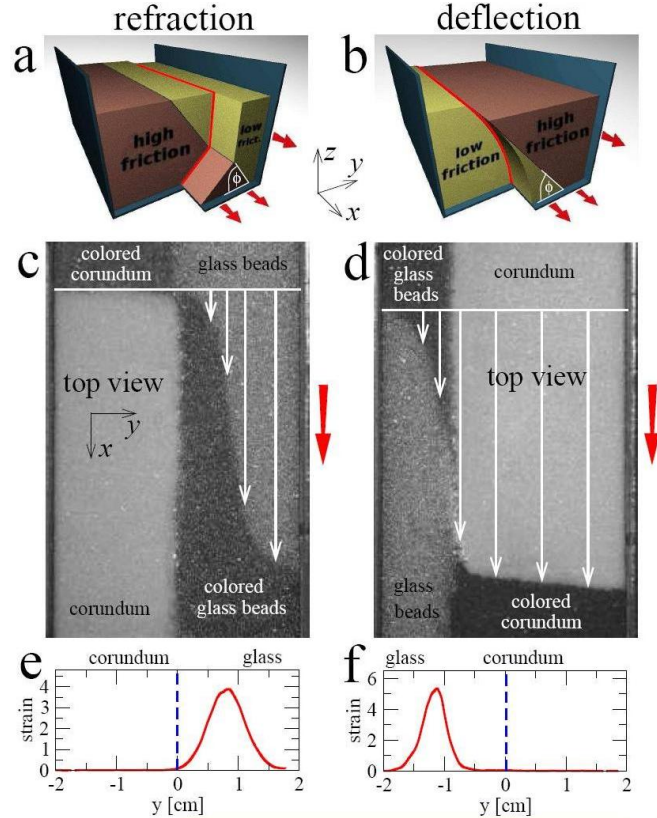 refraction
deflection
a
high
friction
low
frict.
ϕ
z
y
x
b
low
friction
high
friction
ϕ
c
colored
corundum
glass beads
top view
y
x
corundum
colored
glass beads
d
colored
glass
beads
corundum
top view
glass
beads
colored
corundum
e
corundum
glass
strain
4
3
2
1
0
-2
-1
0
1
2
y [cm]
f
glass
corundum
strain
6
4
2
0
-2
-1
0
1
2
y [cm]